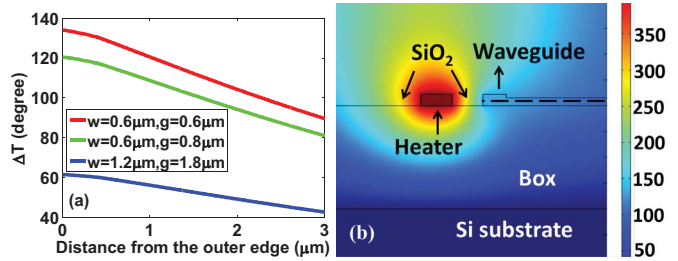 140
120
100
80
60
40
ΔT (degree)
w=0.6μm,g=0.6μm
w=0.6μm,g=0.8μm
w=1.2μm,g=1.8μm
(a)
0
1
2
3
Distance from the outer edge (μm)
SiO2
Waveguide
Heater
Box
(b)
Si substrate
350
300
250
200
150
100
50